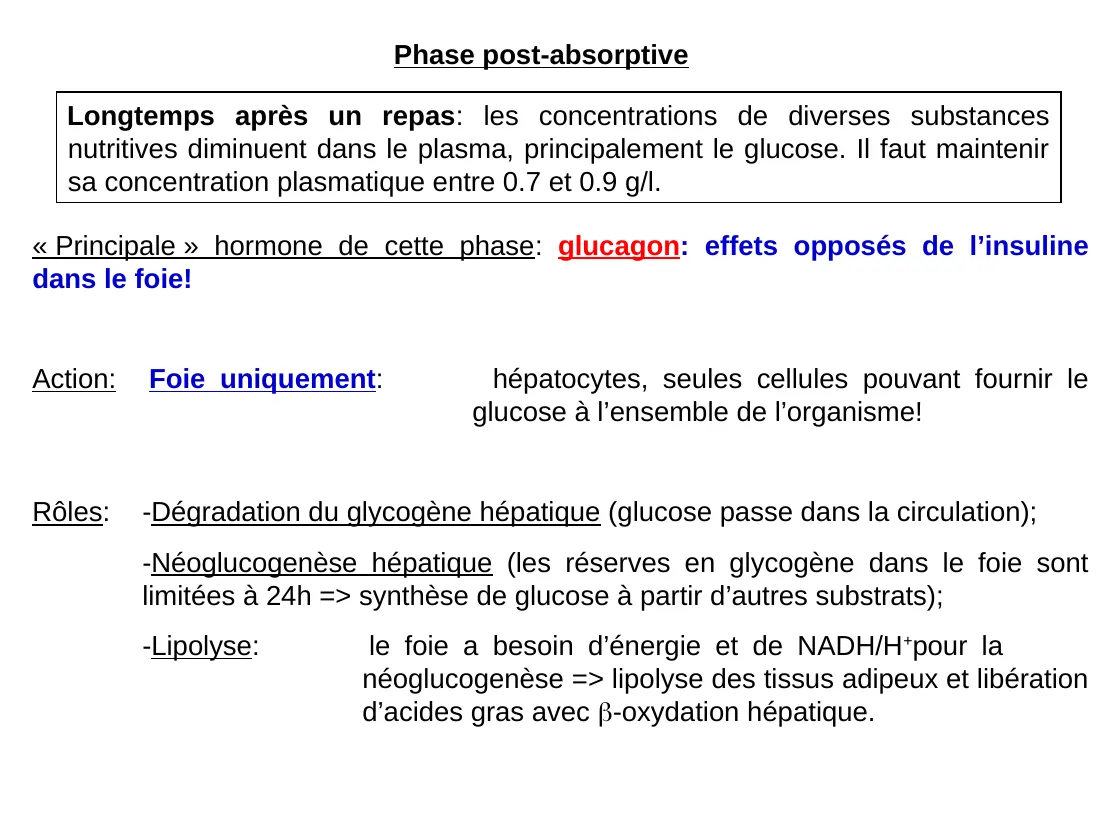 Phase post-absorptive
Longtemps après un repas: les concentrations de diverses substances
nutritives diminuent dans le plasma, principalement le glucose. Il faut maintenir
sa concentration plasmatique entre 0.7 et 0.9 g/l.
« Principale » hormone de cette phase: glucagon: effets opposés de l’insuline
dans le foie!
Action: Foie uniquement: hépatocytes, seules cellules pouvant fournir le
glucose à l’ensemble de l’organisme!
Rôles: -Dégradation du glycogène hépatique (glucose passe dans la circulation);
-Néoglucogenèse hépatique (les réserves en glycogène dans le foie sont
limitées à 24h => synthèse de glucose à partir d’autres substrats);
-Lipolyse: le foie a besoin d’énergie et de NADH/H⁺pour la
néoglucogenèse => lipolyse des tissus adipeux et libération
d’acides gras avec β-oxydation hépatique.